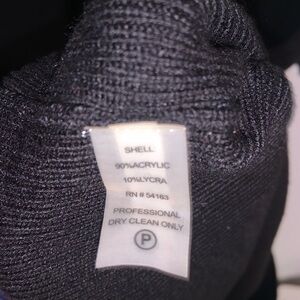 SHELL
90%ACRYLIC
10%LYCRA
RN # 54163
PROFESSIONAL
DRY CLEAN ONLY
P